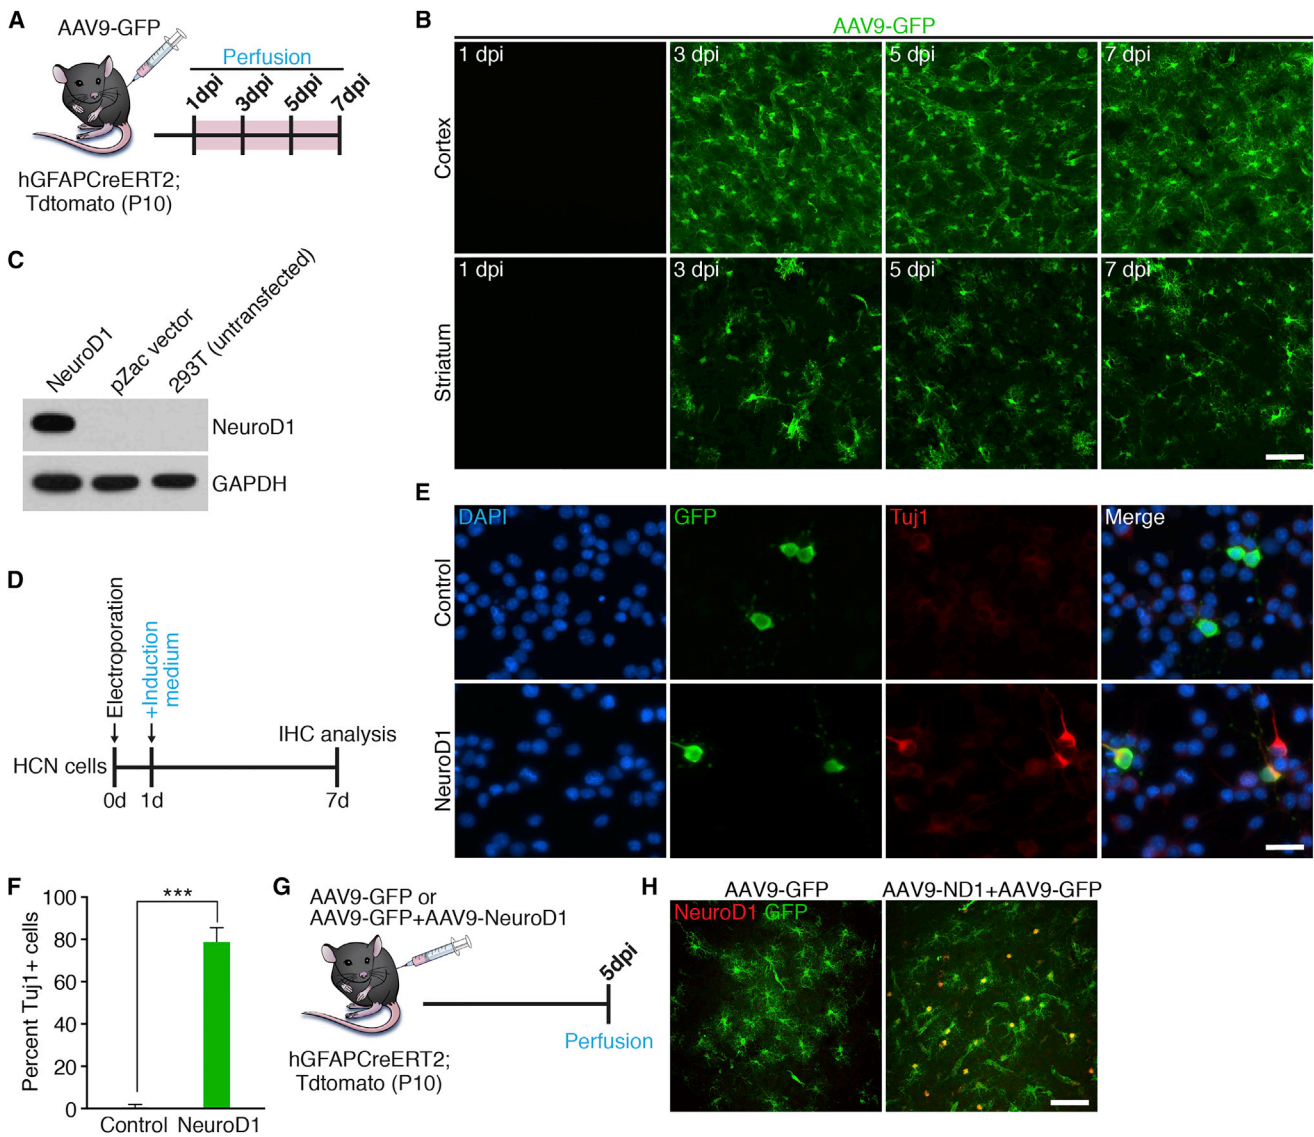 A
AAV9-GFP
Perfusion
1dpi
3dpi
5dpi
7dpi
hGFAPCreERT2;
Tdtomato (P10)
B
AAV9-GFP
1 dpi
3 dpi
5 dpi
7 dpi
Cortex
1 dpi
3 dpi
5 dpi
7 dpi
Striatum
C
NeuroD1
pZac vector
293T (untransfected)
NeuroD1
GAPDH
D
Electroporation
+Induction
medium
IHC analysis
HCN cells
0d
1d
7d
E
DAPI
GFP
Tuj1
Merge
Control
NeuroD1
F
Percent Tuj1+ cells
100
80
60
40
20
0
***
Control
NeuroD1
G
AAV9-GFP or
AAV9-GFP+AAV9-NeuroD1
5dpi
Perfusion
hGFAPCreERT2;
Tdtomato (P10)
H
AAV9-GFP
AAV9-ND1+AAV9-GFP
NeuroD1 GFP